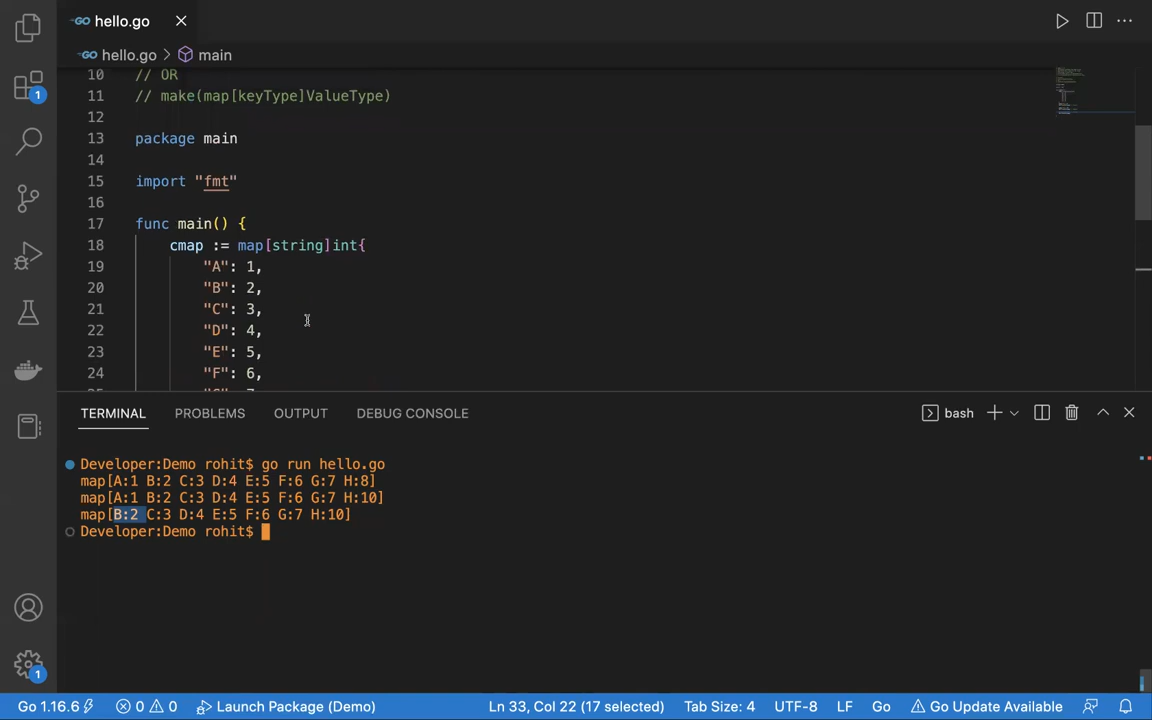 GO hello.go
GO hello.go > main
10 // OR
11 // make(map[keyType]ValueType)
12
13 package main
14
15 import "fmt"
16
17 func main() {
18 cmap := map[string]int{
19 "A": 1,
20 "B": 2,
21 "C": 3,
22 "D": 4,
23 "E": 5,
24 "F": 6,
1
TERMINAL PROBLEMS OUTPUT DEBUG CONSOLE bash
Developer:Demo rohit$ go run hello.go
map[A:1 B:2 C:3 D:4 E:5 F:6 G:7 H:8]
map[A:1 B:2 C:3 D:4 E:5 F:6 G:7 H:10]
map[B:2 C:3 D:4 E:5 F:6 G:7 H:10]
Developer:Demo rohit$
1
Go 1.16.6 0 0 Launch Package (Demo) Ln 33, Col 22 (17 selected) Tab Size: 4 UTF-8 LF Go Go Update Available